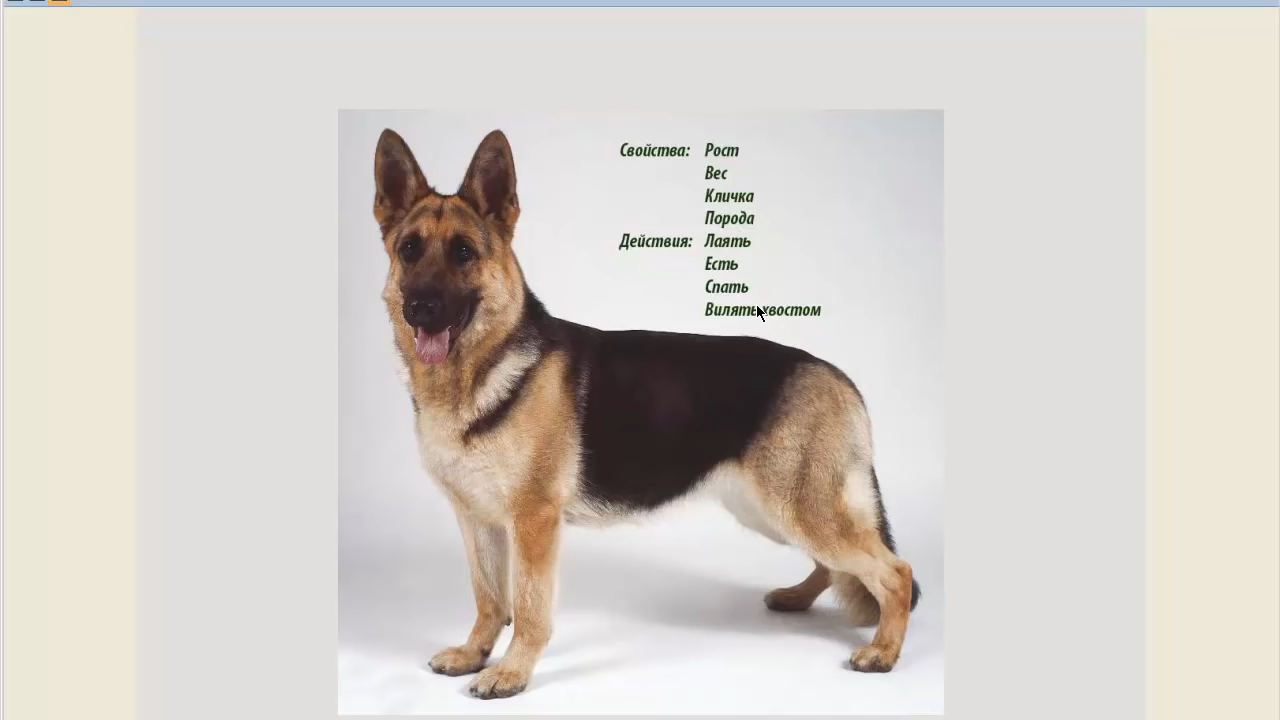 Свойства: Рост
Вес
Кличка
Порода
Действия: Лаять
Есть
Спать
Вилять хвостом